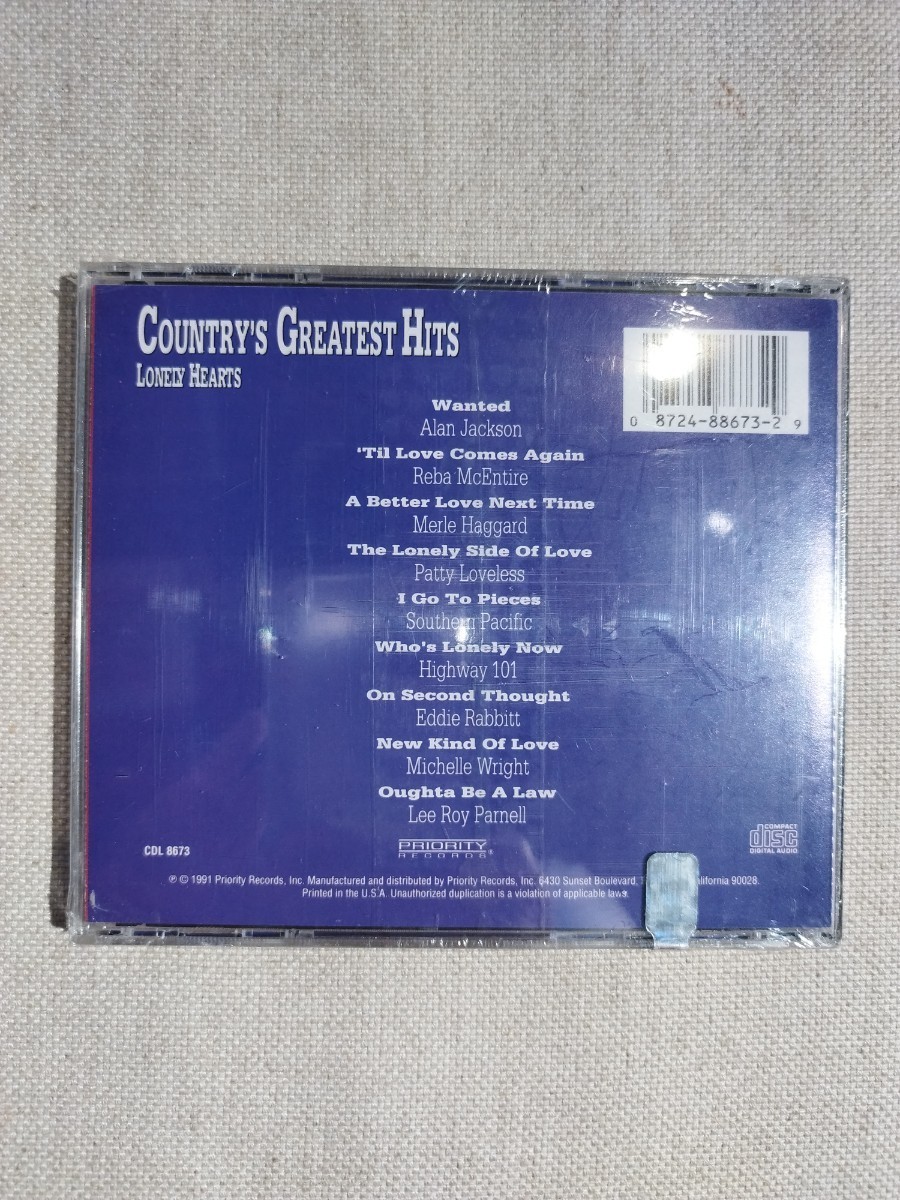 COUNTRY'S GREATEST HITS
LONELY HEARTS
0 8724-88673-2 9
Wanted
Alan Jackson
'Til Love Comes Again
Reba McEntire
A Better Love Next Time
Merle Haggard
The Lonely Side Of Love
Patty Loveless
I Go To Pieces
Southern Pacific
Who's Lonely Now
Highway 101
On Second Thought
Eddie Rabbitt
New Kind Of Love
Michelle Wright
Oughta Be A Law
Lee Roy Parnell
CDL 8673
PRIORITY
RECORDS®
COMPACT
disc
DIGITAL AUDIO
℗ © 1991 Priority Records, Inc. Manufactured and distributed by Priority Records, Inc. 6430 Sunset Boulevard, 90028.
Printed in the U.S.A. Unauthorized duplication is a violation of applicable laws.